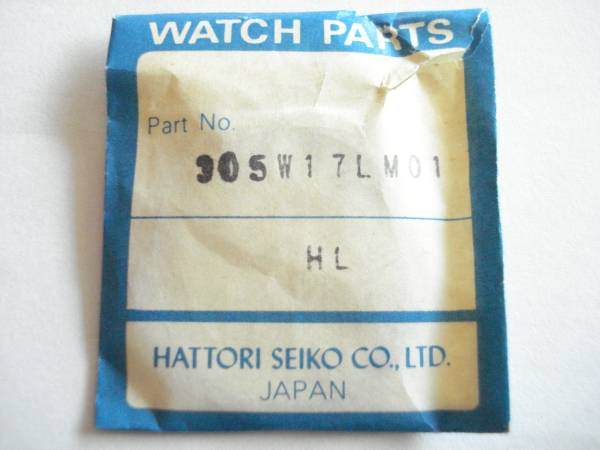 WATCH PARTS
Part No.
305W17LM01
HL
HATTORI SEIKO CO., LTD.
JAPAN